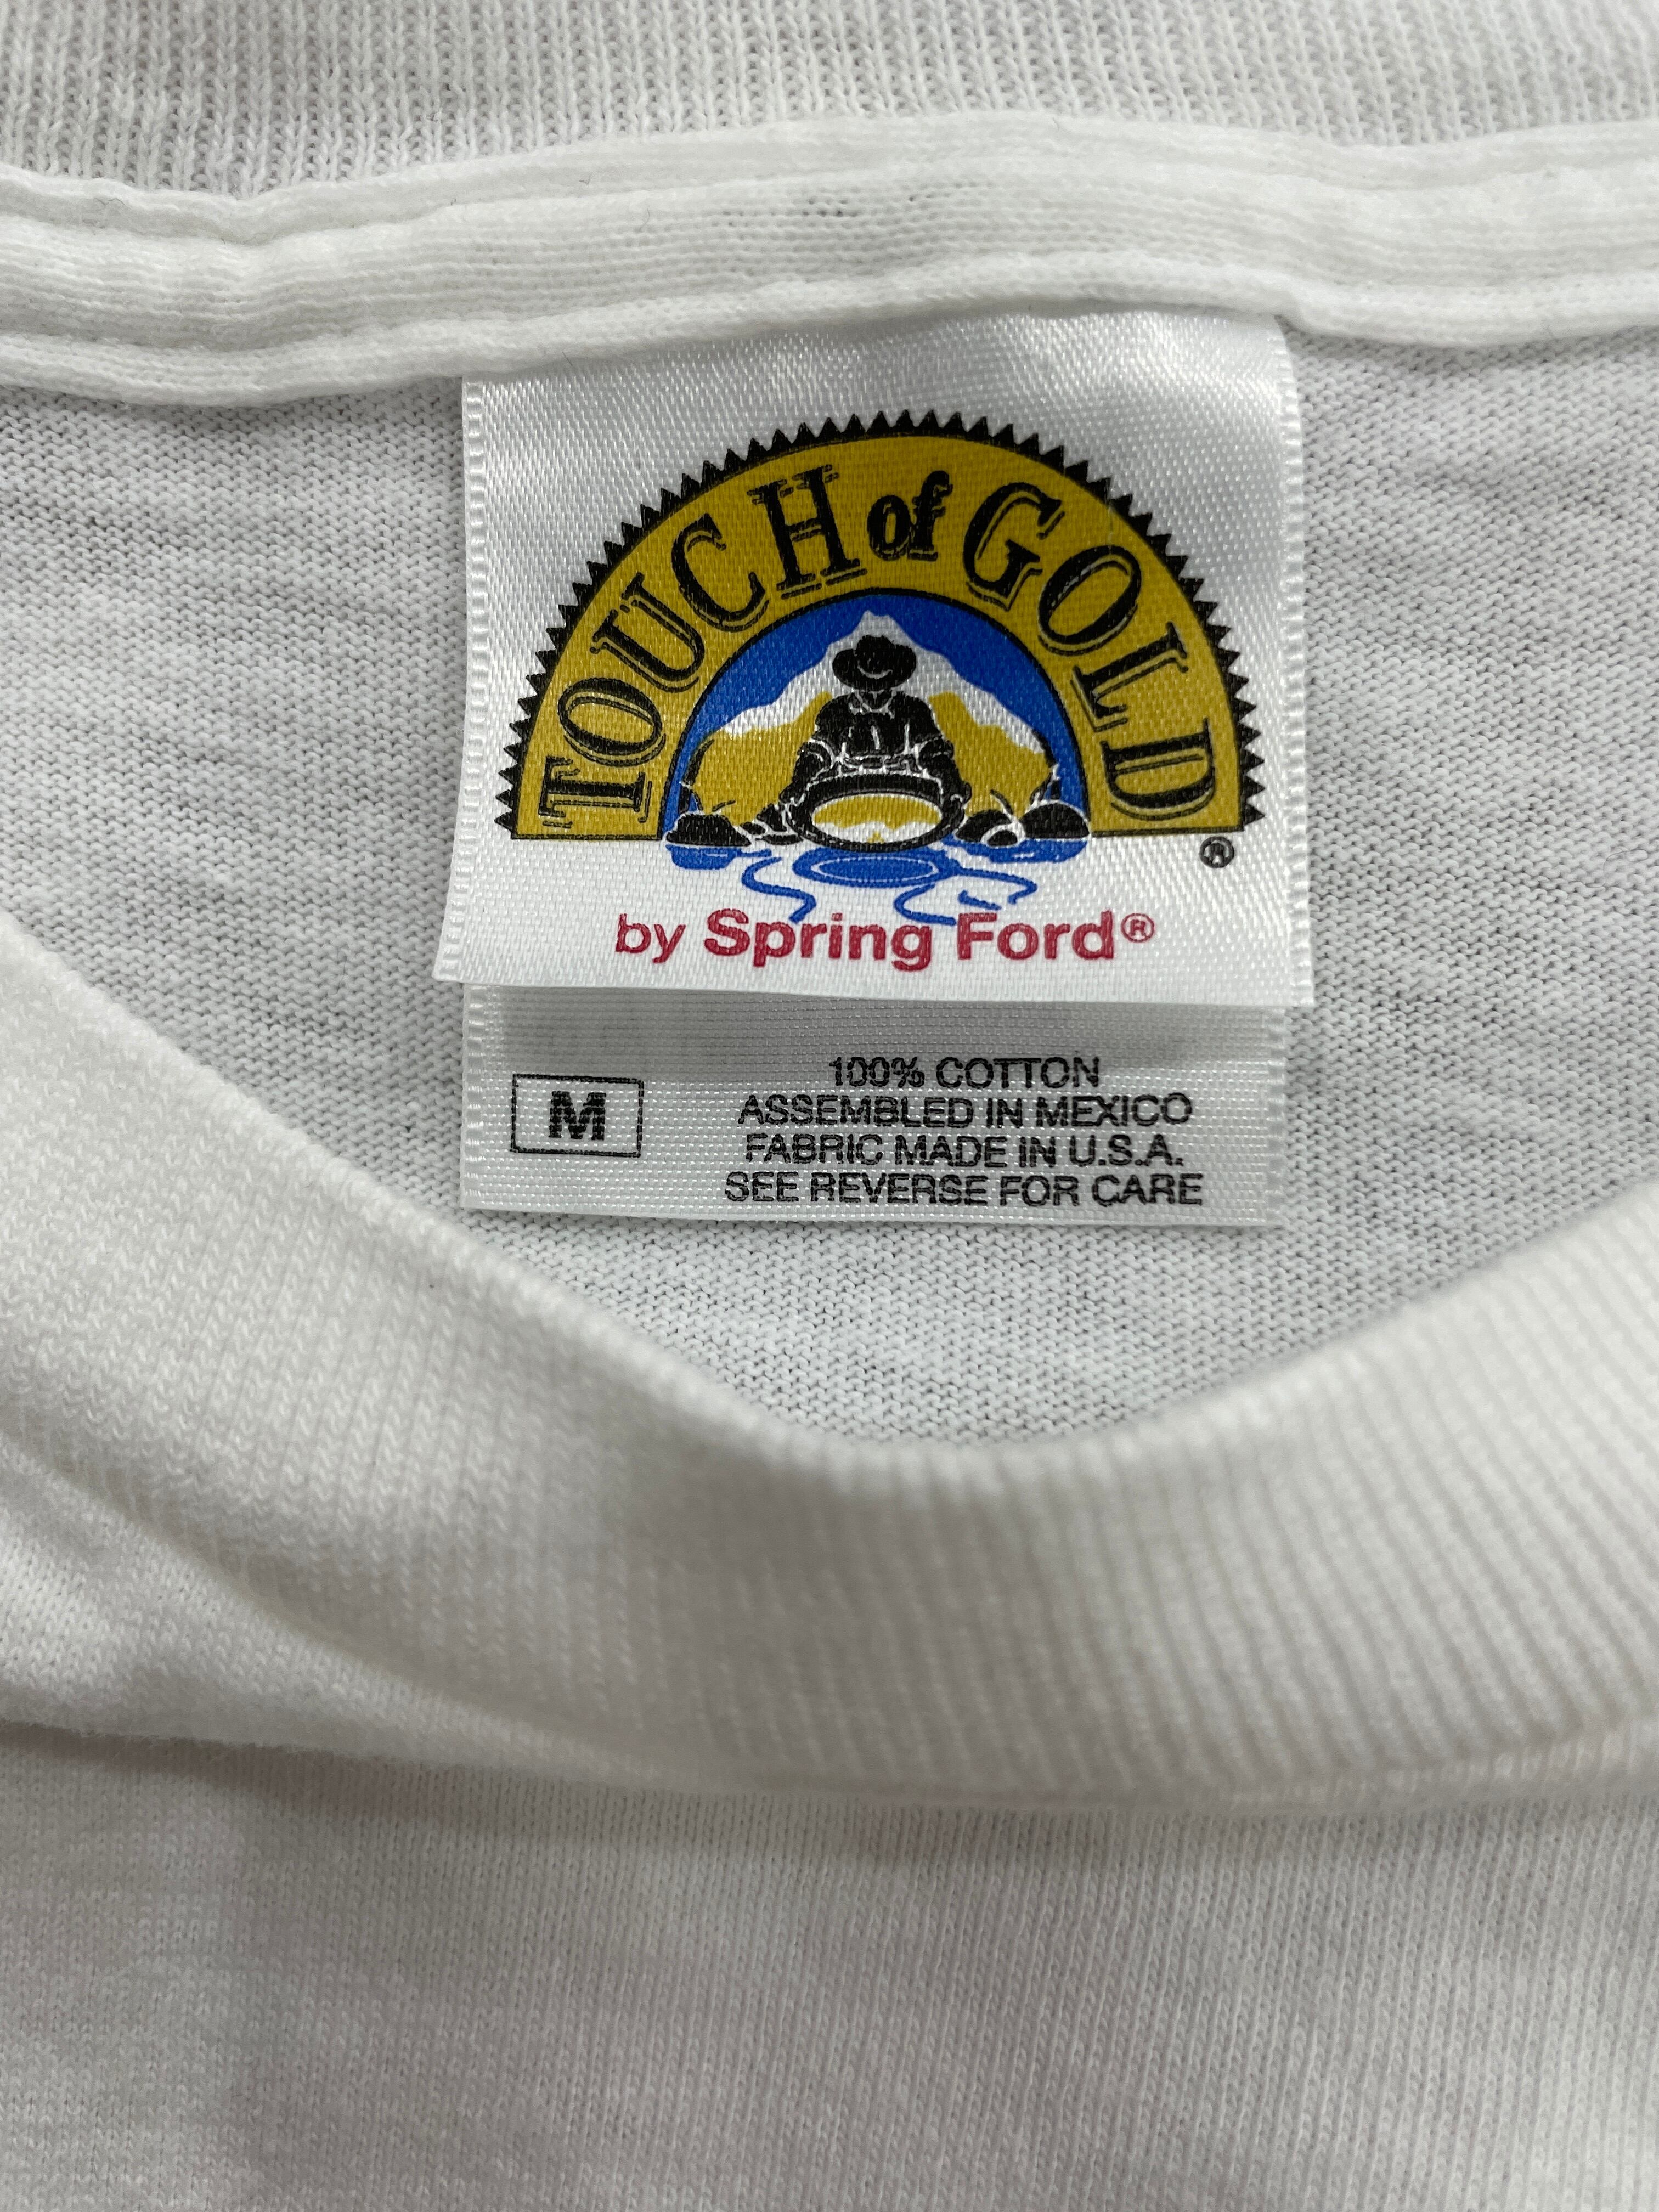 TOUCH of GOLD
®
by Spring Ford®
M
100% COTTON
ASSEMBLED IN MEXICO
FABRIC MADE IN U.S.A.
SEE REVERSE FOR CARE